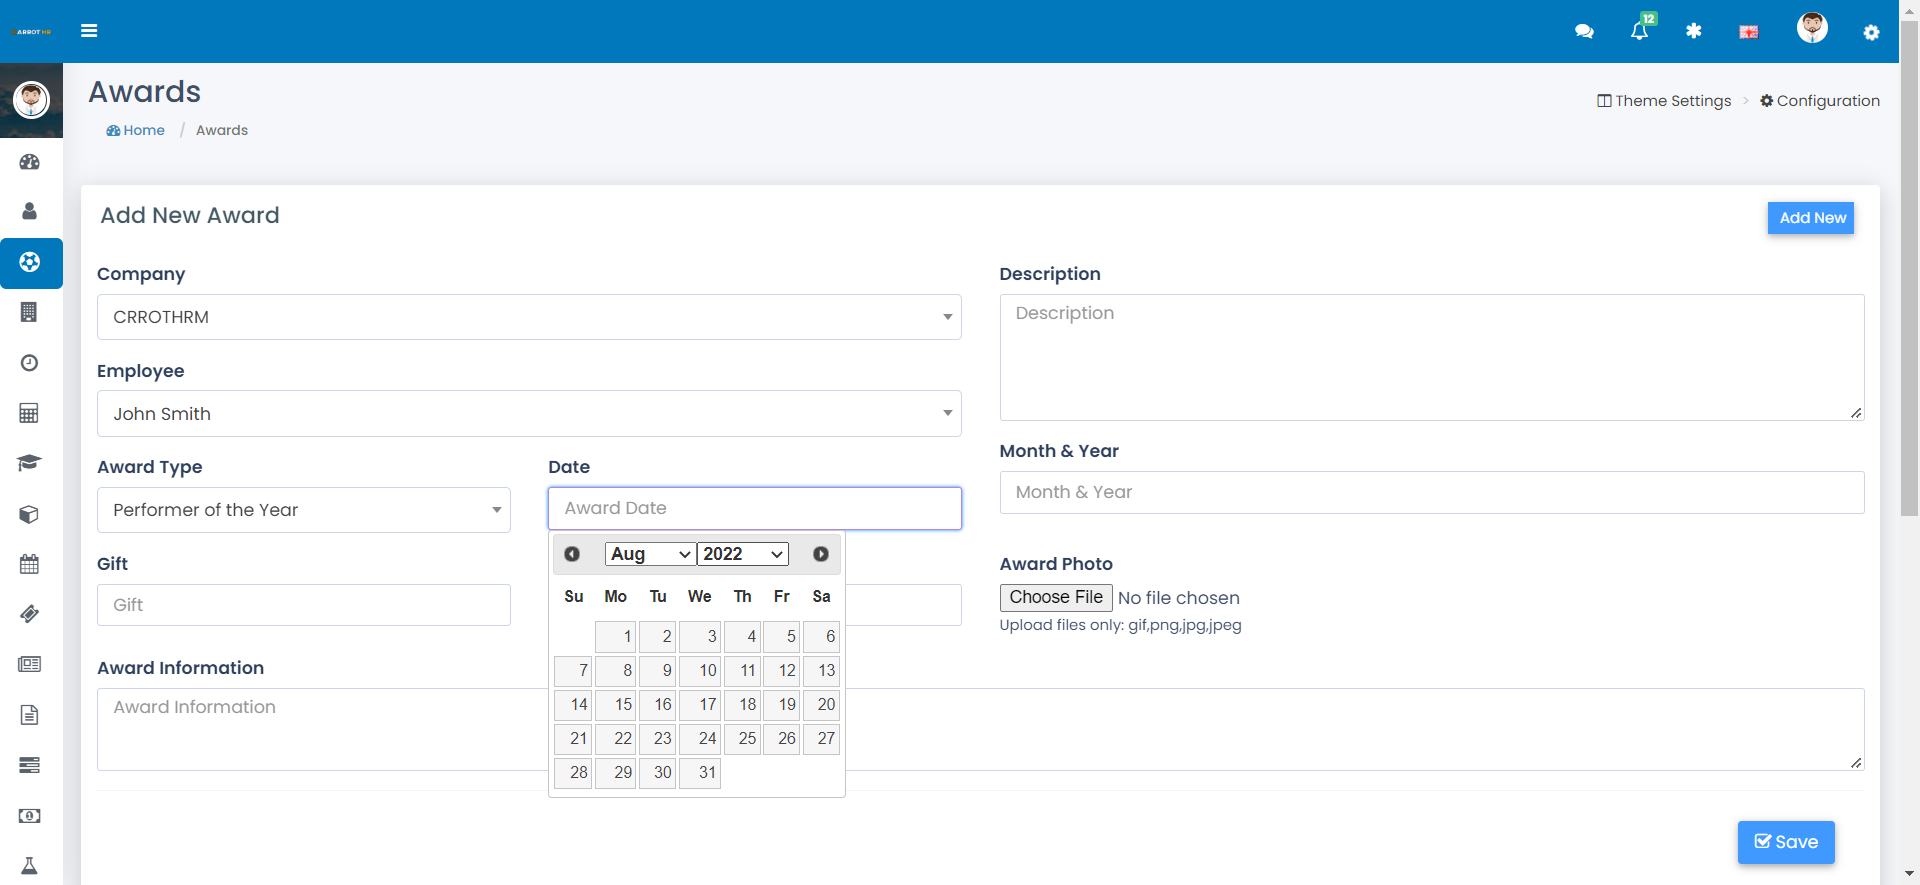 ARROT HR
12
Awards
Home / Awards
Theme Settings > Configuration
Add New Award
Add New
Company
CRROTHRM
Employee
John Smith
Award Type
Performer of the Year
Date
Award Date
Aug 2022
Su Mo Tu We Th Fr Sa
1 2 3 4 5 6
7 8 9 10 11 12 13
14 15 16 17 18 19 20
21 22 23 24 25 26 27
28 29 30 31
Gift
Gift
Description
Description
Month & Year
Month & Year
Award Photo
Choose File No file chosen
Upload files only: gif,png,jpg,jpeg
Award Information
Award Information
Save